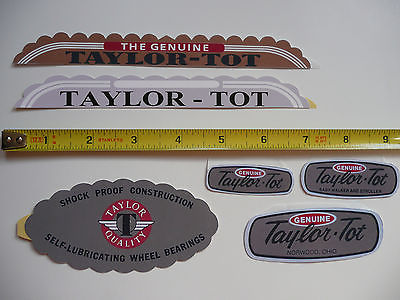 THE GENUINE
TAYLOR-TOT
TAYLOR - TOT
1 2 STANLEY 3 4 5 6 7 8 9
SHOCK PROOF CONSTRUCTION
TAYLOR
T
QUALITY
SELF-LUBRICATING WHEEL BEARINGS
GENUINE
Taylor-Tot
GENUINE
Taylor-Tot
BABY WALKER AND STROLLER
GENUINE
Taylor-Tot
NORWOOD, OHIO